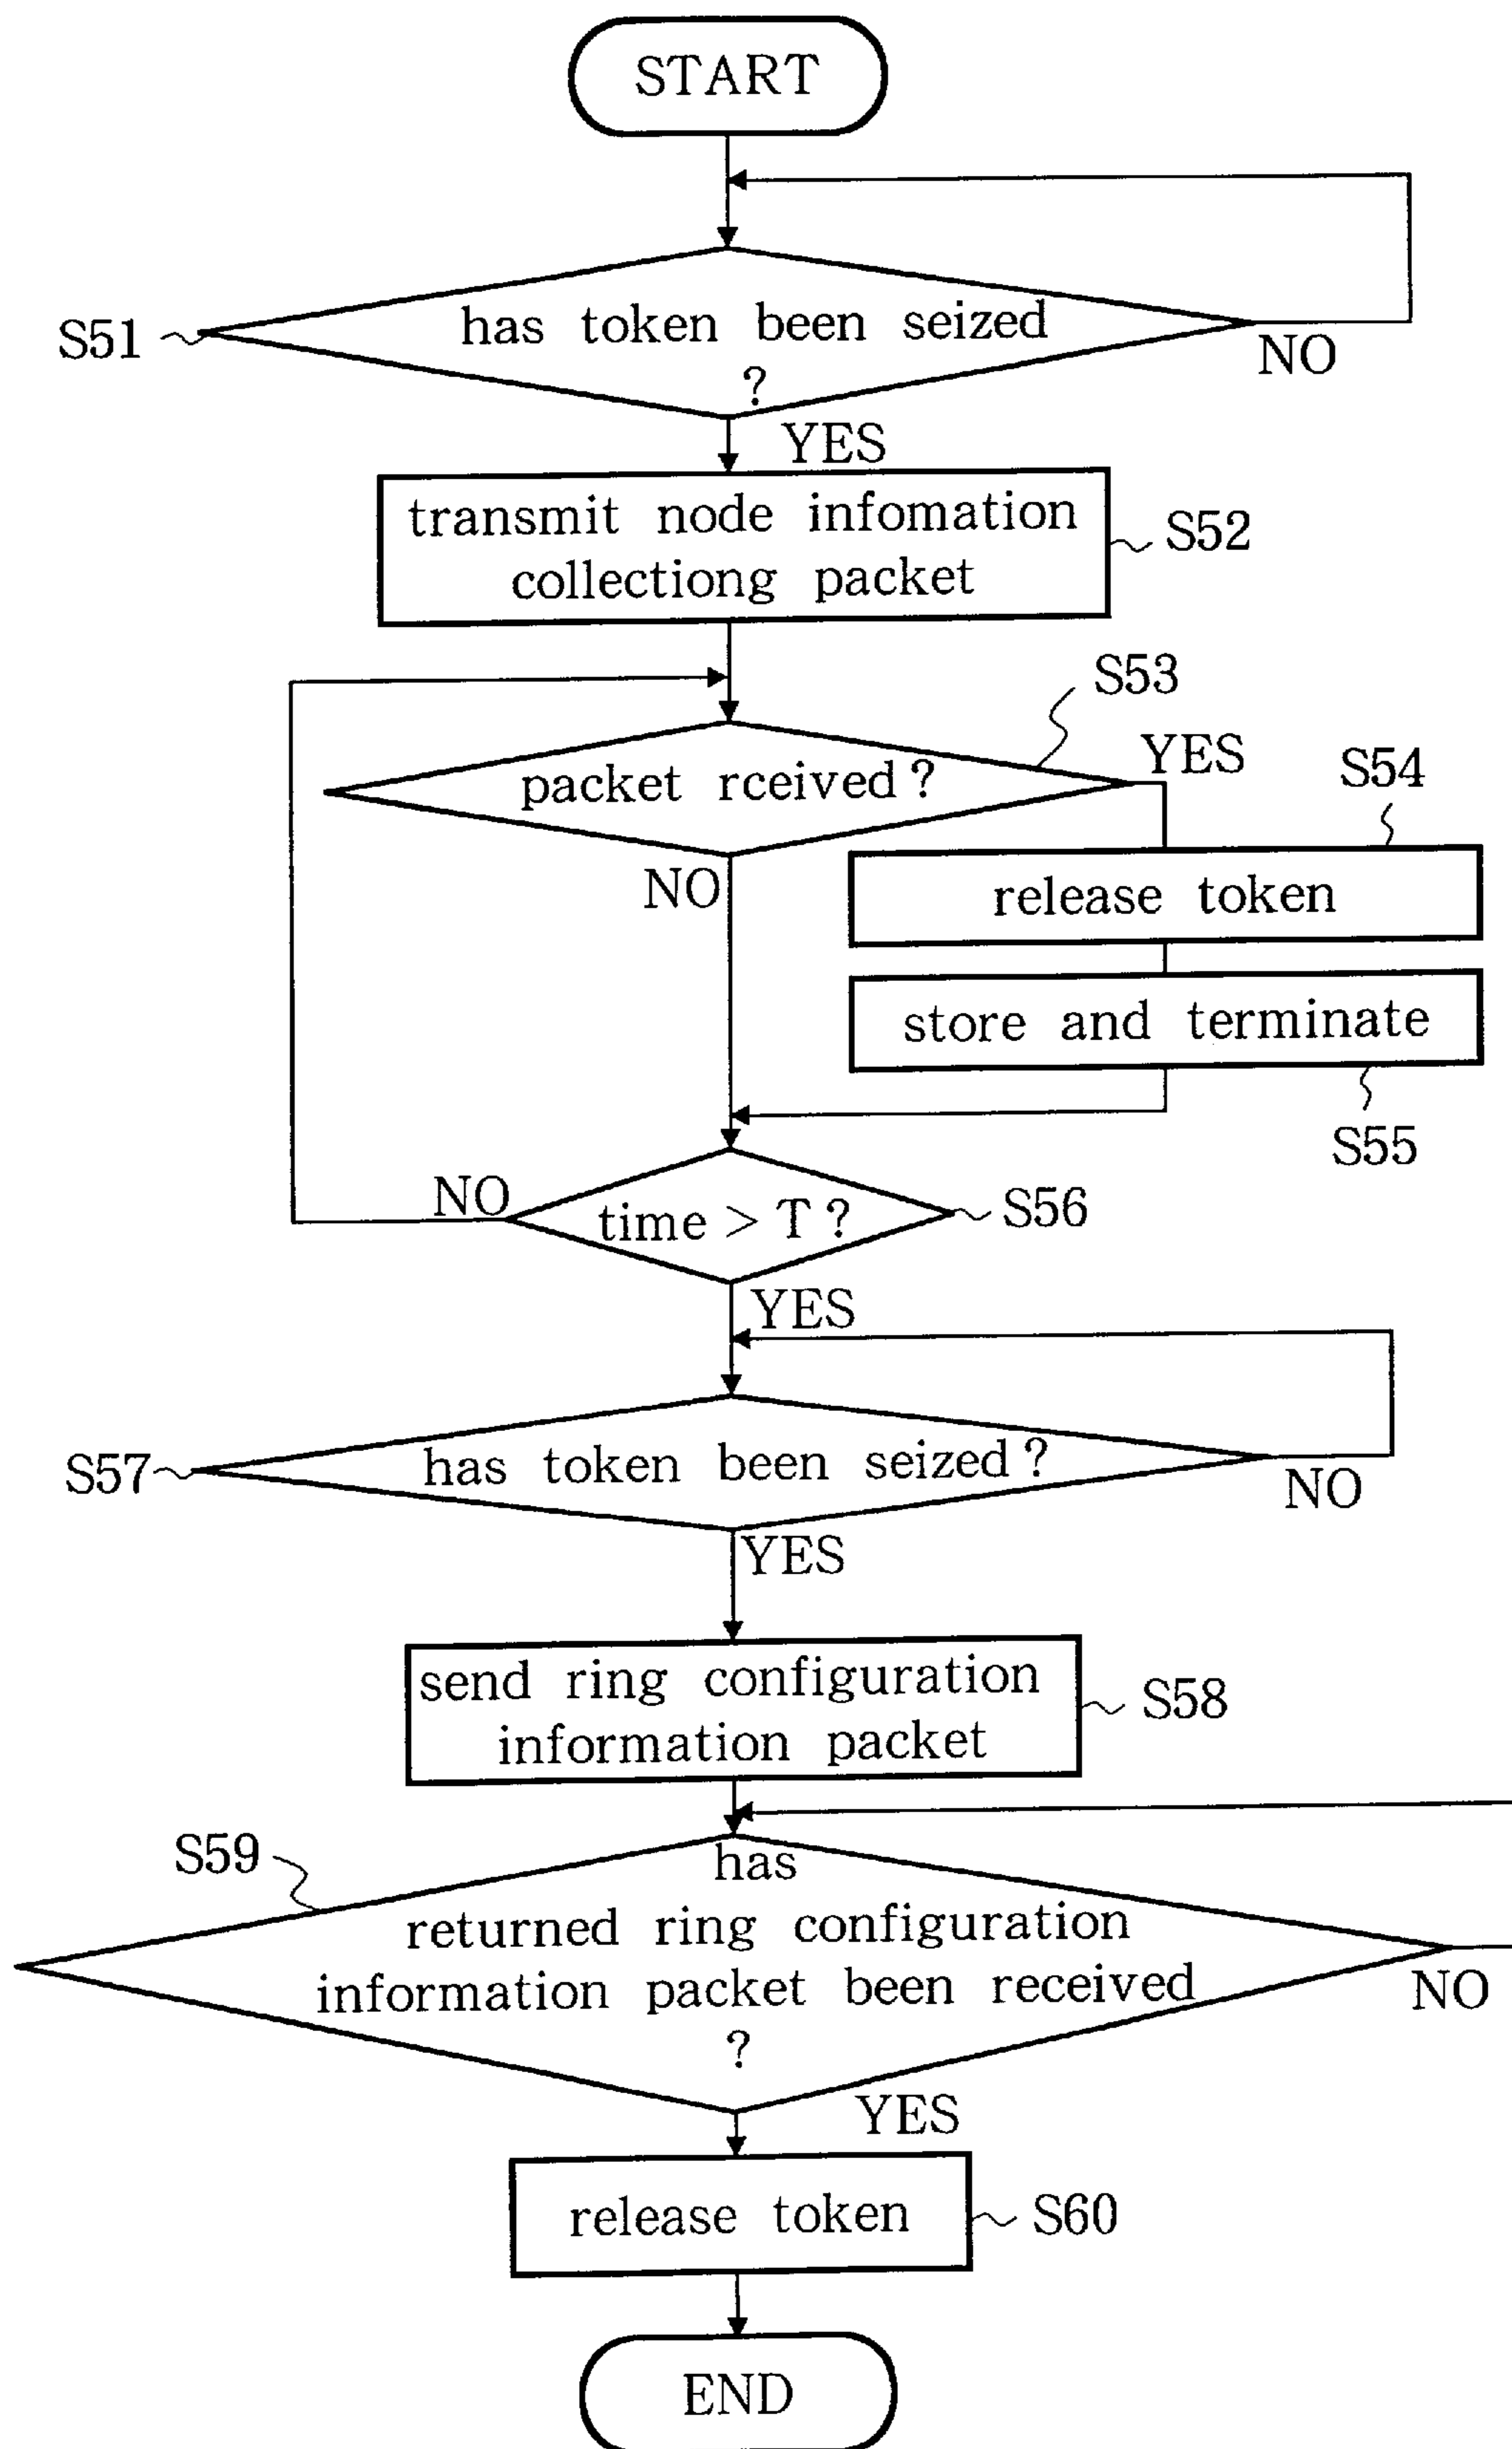 START
S51
has token been seized
?
NO
YES
transmit node infomation
collectiong packet
S52
S53
packet rceived ?
YES
NO
S54
release token
store and terminate
S55
NO
time > T ?
S56
YES
S57
has token been seized ?
NO
YES
send ring configuration
information packet
S58
S59
has
returned ring configuration
information packet been received
?
NO
YES
release token
S60
END